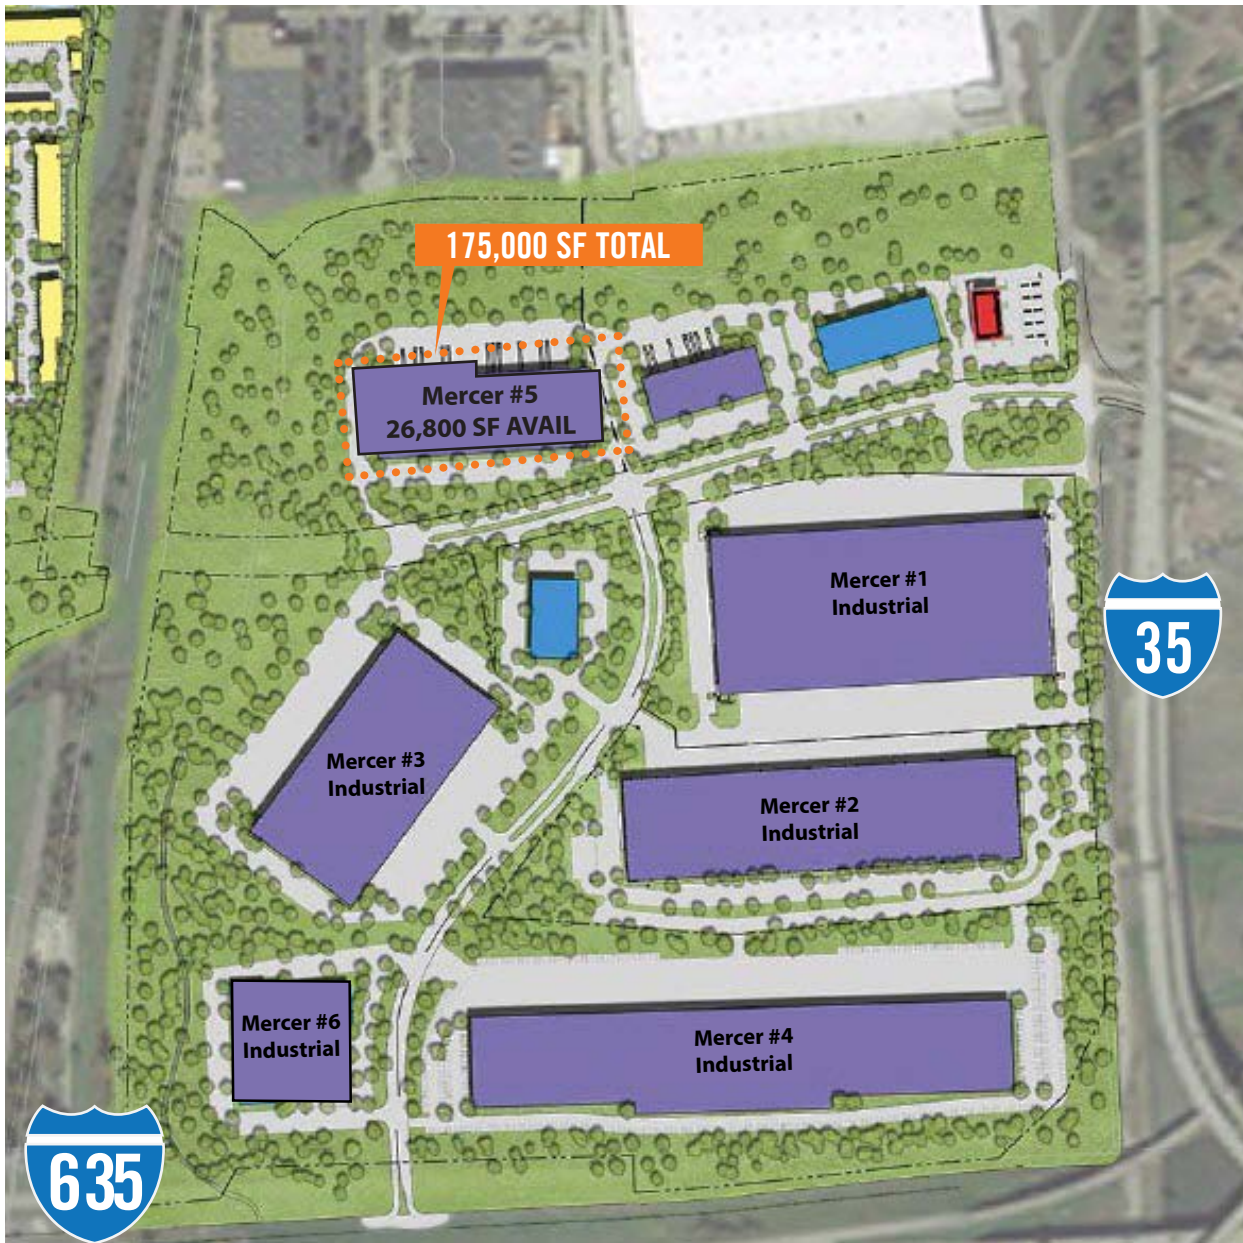 175,000 SF TOTAL
Mercer #5
26,800 SF AVAIL
Mercer #1
Industrial
35
Mercer #3
Industrial
Mercer #2
Industrial
Mercer #6
Industrial
Mercer #4
Industrial
635